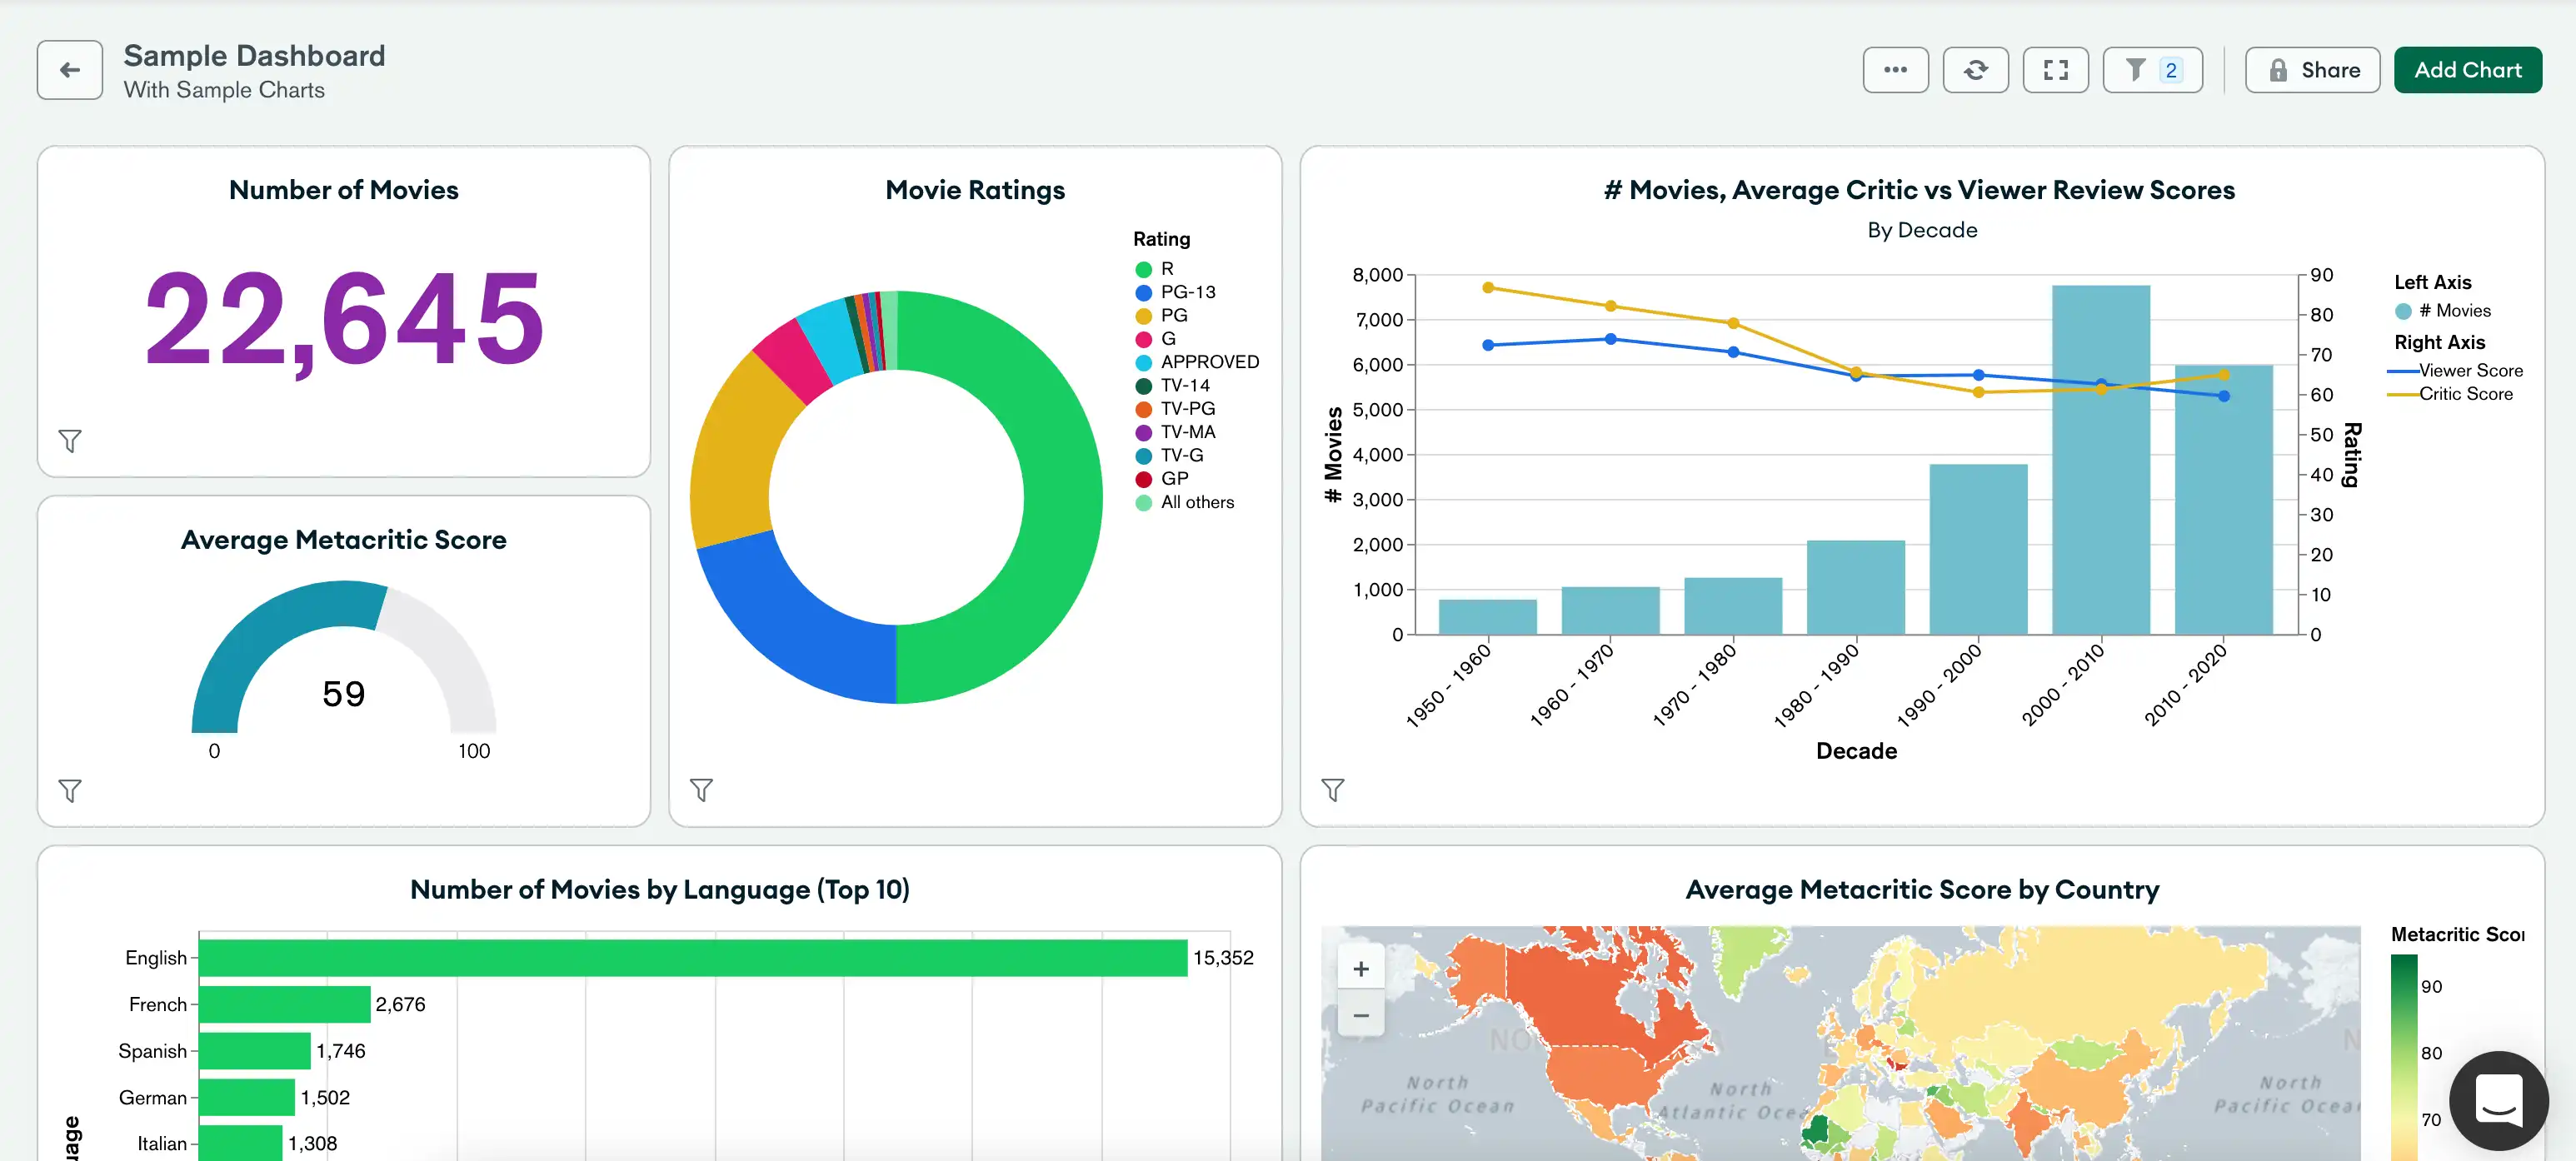 Sample Dashboard
With Sample Charts
2
Share
Add Chart
Number of Movies
22,645
Average Metacritic Score
59
0
100
Movie Ratings
Rating
R
PG-13
PG
G
APPROVED
TV-14
TV-PG
TV-MA
TV-G
GP
All others
# Movies, Average Critic vs Viewer Review Scores
By Decade
8,000
7,000
6,000
5,000
4,000
3,000
2,000
1,000
0
# Movies
90
80
70
60
50
40
30
20
10
0
Rating
1950 - 1960
1960 - 1970
1970 - 1980
1980 - 1990
1990 - 2000
2000 - 2010
2010 - 2020
Decade
Left Axis
# Movies
Right Axis
Viewer Score
Critic Score
Number of Movies by Language (Top 10)
English
15,352
French
2,676
Spanish
1,746
German
1,502
Italian
1,308
uage
Average Metacritic Score by Country
+
−
North
Pacific Ocean
North
Atlantic Ocea
North
Pacific Ocea
Metacritic Scor
90
80
70